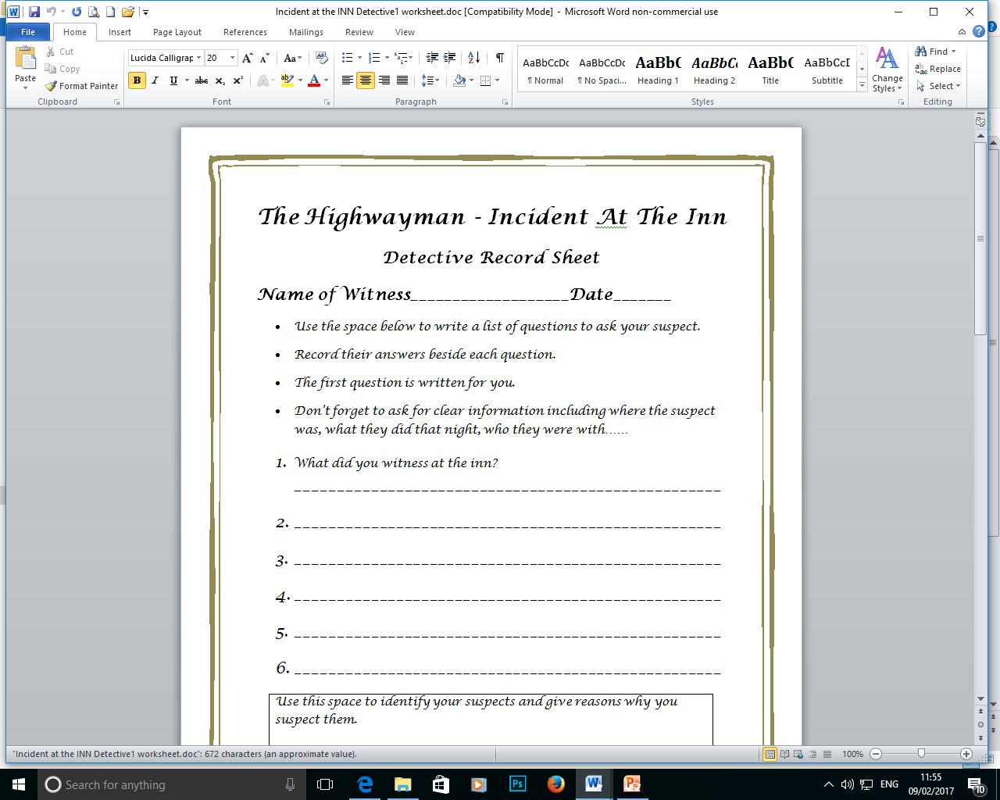 Incident at the INN Detective1 worksheet.doc [Compatibility Mode] - Microsoft Word non-commercial use
File Home Insert Page Layout References Mailings Review View
Paste
Cut
Copy
Format Painter
Clipboard
Lucida Calligrap 20
Font
Paragraph
AaBbCcDc AaBbCcDc AaBbC AaBbC AaBbC AaBbCcD
¶ Normal ¶ No Spaci... Heading 1 Heading 2 Title Subtitle
Styles
Change
Styles
Find
Replace
Select
Editing
The Highwayman - Incident At The Inn
Detective Record Sheet
Name of Witness___________________Date_______
• Use the space below to write a list of questions to ask your suspect.
• Record their answers beside each question.
• The first question is written for you.
• Don't forget to ask for clear information including where the suspect
was, what they did that night, who they were with......
1. What did you witness at the inn?
__________________________________________________
2. __________________________________________________
3. __________________________________________________
4. __________________________________________________
5. __________________________________________________
6. __________________________________________________
Use this space to identify your suspects and give reasons why you
suspect them.
"Incident at the INN Detective1 worksheet.doc": 672 characters (an approximate value).
100%
Search for anything
ENG
11:55
09/02/2017
10